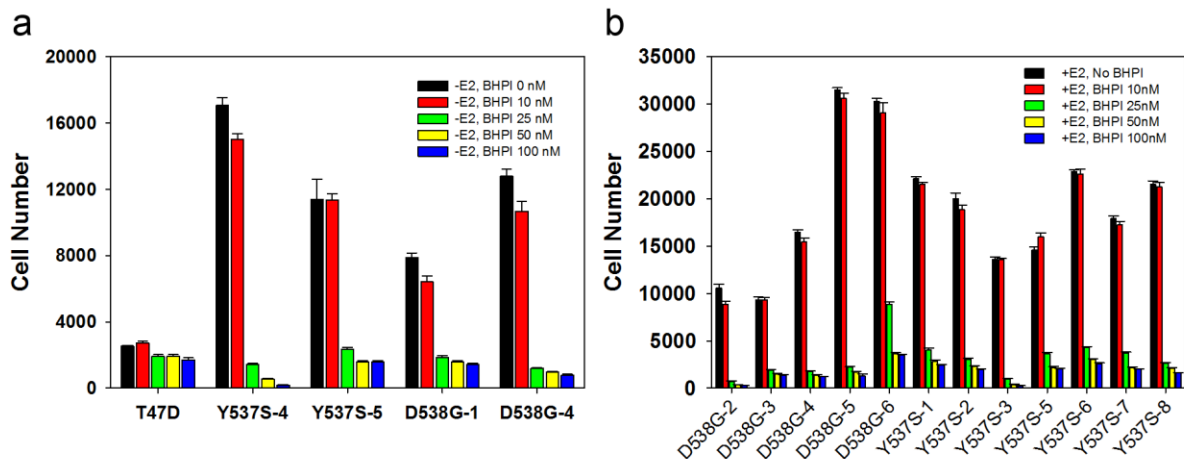 a
20000
16000
12000
8000
4000
0
Cell Number
-E2, BHPI 0 nM
-E2, BHPI 10 nM
-E2, BHPI 25 nM
-E2, BHPI 50 nM
-E2, BHPI 100 nM
T47D Y537S-4 Y537S-5 D538G-1 D538G-4
b
35000
30000
25000
20000
15000
10000
5000
0
Cell Number
+E2, No BHPI
+E2, BHPI 10nM
+E2, BHPI 25nM
+E2, BHPI 50nM
+E2, BHPI 100nM
D538G-2
D538G-3
D538G-4
D538G-5
D538G-6
Y537S-1
Y537S-2
Y537S-3
Y537S-5
Y537S-6
Y537S-7
Y537S-8